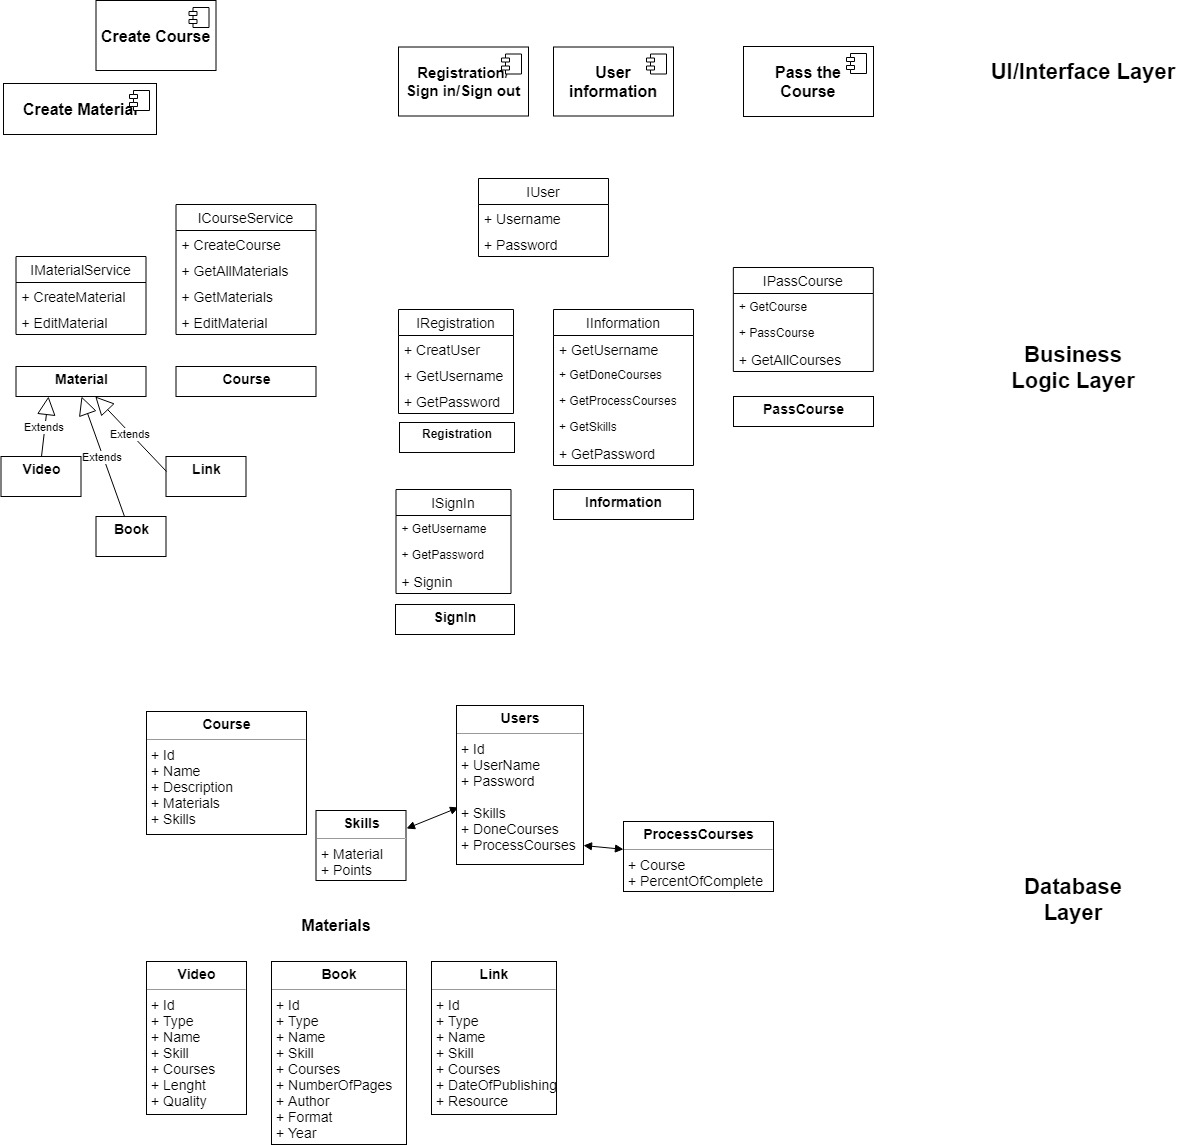 Create Course
Create Material
Registration/
Sign in/Sign out
User
information
Pass the
Course
UI/Interface Layer
IMaterialService
+ CreateMaterial
+ EditMaterial
ICourseService
+ CreateCourse
+ GetAllMaterials
+ GetMaterials
+ EditMaterial
Material
Course
Extends
Extends
Extends
Video
Link
Book
IUser
+ Username
+ Password
IRegistration
+ CreatUser
+ GetUsername
+ GetPassword
Registration
IInformation
+ GetUsername
+ GetDoneCourses
+ GetProcessCourses
+ GetSkills
+ GetPassword
Information
ISignIn
+ GetUsername
+ GetPassword
+ Signin
SignIn
IPassCourse
+ GetCourse
+ PassCourse
+ GetAllCourses
PassCourse
Business
Logic Layer
Course
+ Id
+ Name
+ Description
+ Materials
+ Skills
Skills
+ Material
+ Points
Users
+ Id
+ UserName
+ Password
+ Skills
+ DoneCourses
+ ProcessCourses
ProcessCourses
+ Course
+ PercentOfComplete
Database
Layer
Materials
Video
+ Id
+ Type
+ Name
+ Skill
+ Courses
+ Lenght
+ Quality
Book
+ Id
+ Type
+ Name
+ Skill
+ Courses
+ NumberOfPages
+ Author
+ Format
+ Year
Link
+ Id
+ Type
+ Name
+ Skill
+ Courses
+ DateOfPublishing
+ Resource